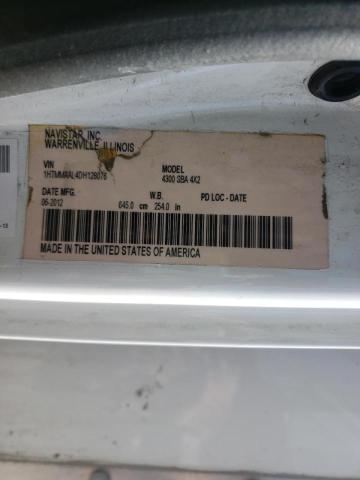 NAVISTAR, INC.
WARRENVILLE, ILLINOIS
VIN MODEL
1HTMMAAL4DH128076 4300 SBA 4X2
DATE MFG. W.B. PD LOC - DATE
06-2012 645.0 cm 254.0 in
MADE IN THE UNITED STATES OF AMERICA